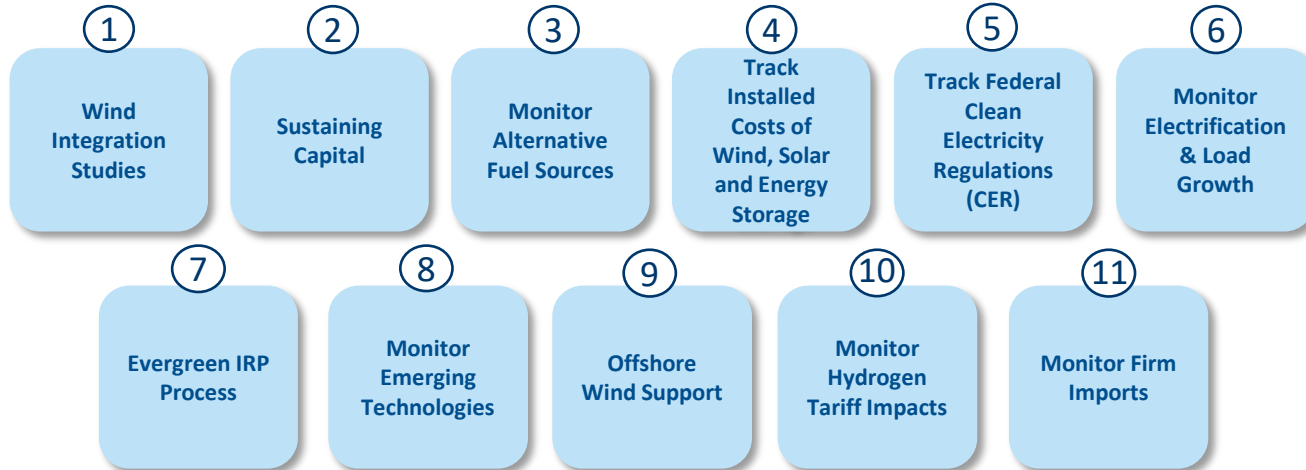 1
Wind
Integration
Studies
2
Sustaining
Capital
3
Monitor
Alternative
Fuel Sources
4
Track
Installed
Costs of
Wind, Solar
and Energy
Storage
5
Track Federal
Clean
Electricity
Regulations
(CER)
6
Monitor
Electrification
& Load
Growth
7
Evergreen IRP
Process
8
Monitor
Emerging
Technologies
9
Offshore
Wind Support
10
Monitor
Hydrogen
Tariff Impacts
11
Monitor Firm
Imports